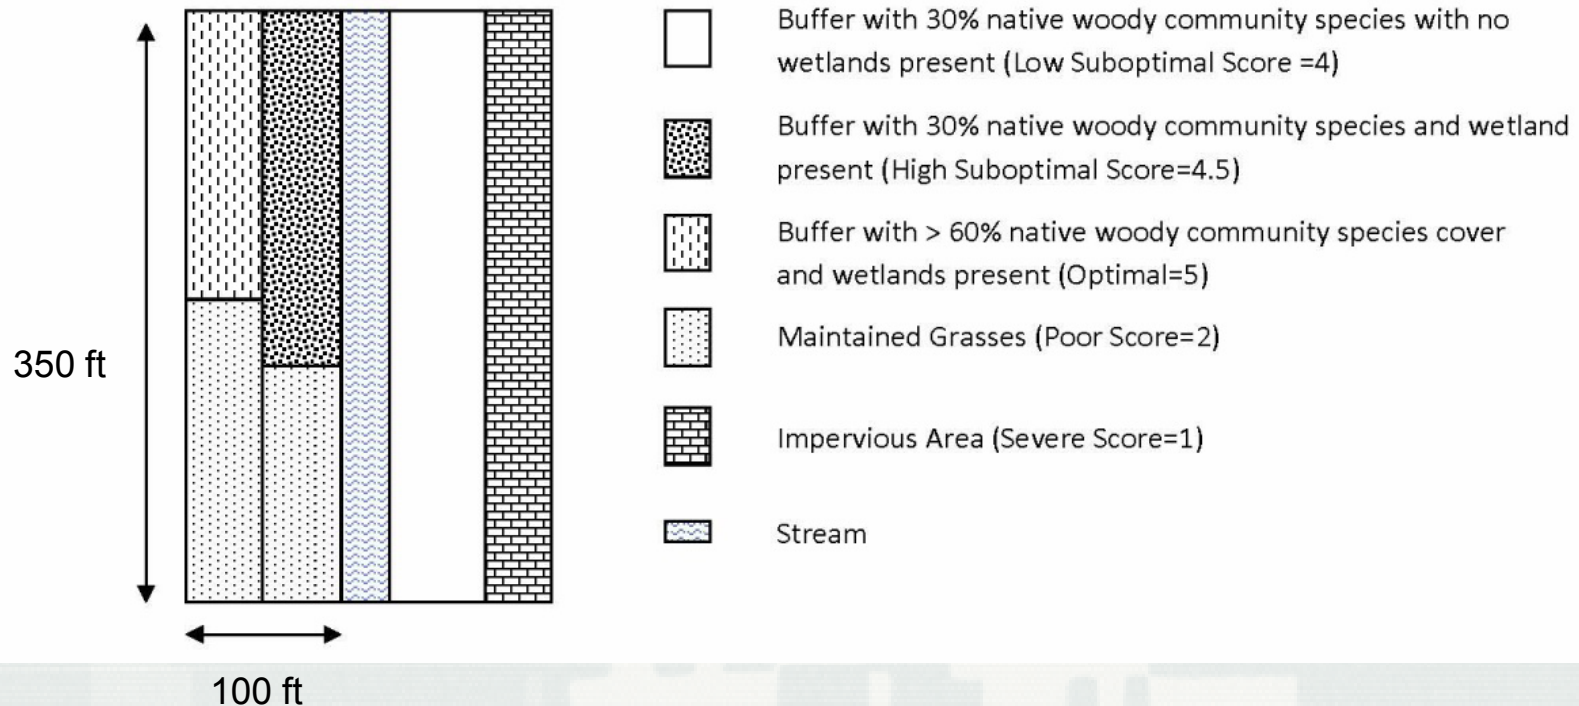 Buffer with 30% native woody community species with no
wetlands present (Low Suboptimal Score =4)
Buffer with 30% native woody community species and wetland
present (High Suboptimal Score=4.5)
Buffer with > 60% native woody community species cover
and wetlands present (Optimal=5)
Maintained Grasses (Poor Score=2)
Impervious Area (Severe Score=1)
Stream
350 ft
100 ft